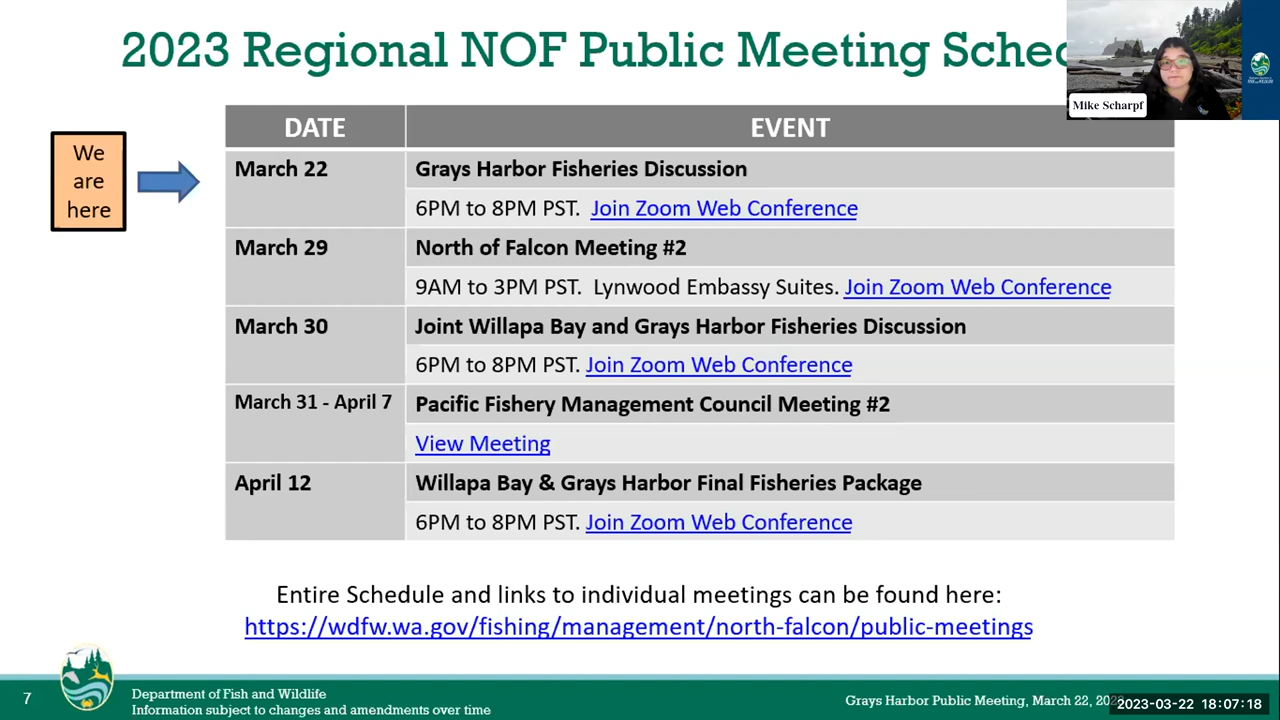 2023 Regional NOF Public Meeting Sched
Mike Scharpf
We
are
here
DATE EVENT
March 22 Grays Harbor Fisheries Discussion
6PM to 8PM PST. Join Zoom Web Conference
March 29 North of Falcon Meeting #2
9AM to 3PM PST. Lynwood Embassy Suites. Join Zoom Web Conference
March 30 Joint Willapa Bay and Grays Harbor Fisheries Discussion
6PM to 8PM PST. Join Zoom Web Conference
March 31 - April 7 Pacific Fishery Management Council Meeting #2
View Meeting
April 12 Willapa Bay & Grays Harbor Final Fisheries Package
6PM to 8PM PST. Join Zoom Web Conference
Entire Schedule and links to individual meetings can be found here:
https://wdfw.wa.gov/fishing/management/north-falcon/public-meetings
7
Department of Fish and Wildlife
Information subject to changes and amendments over time
Grays Harbor Public Meeting, March 22,
2023-03-22 18:07:18